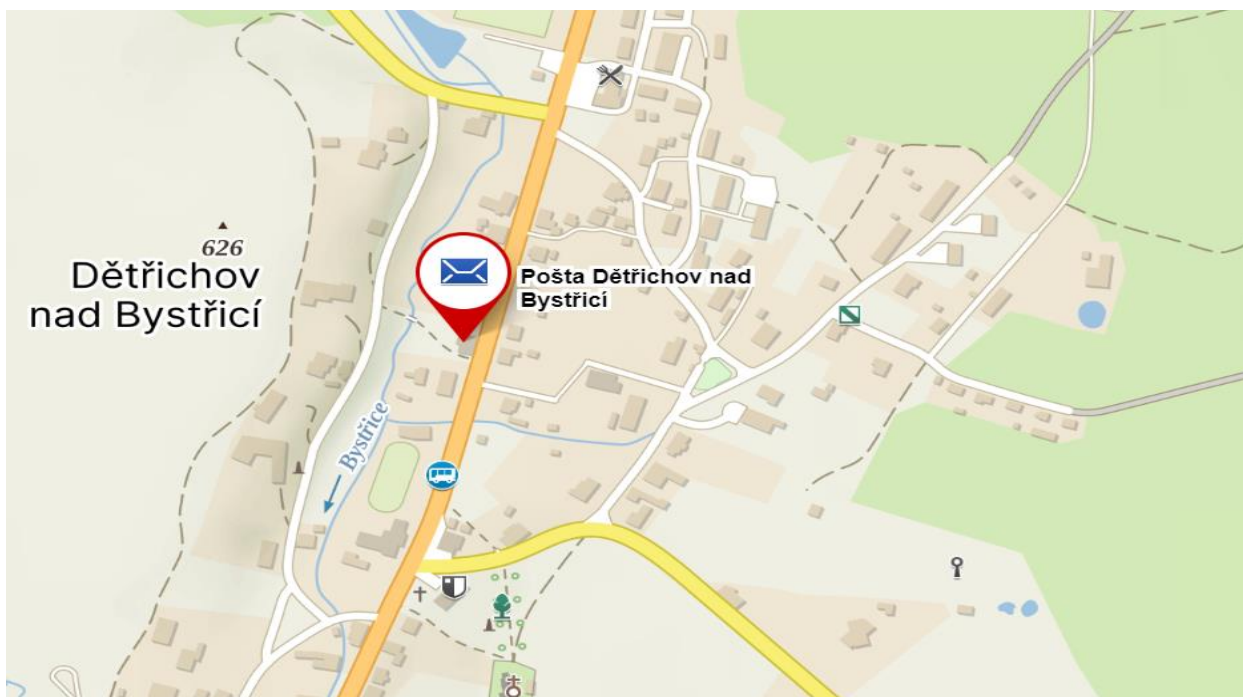 626
Dětřichov
nad Bystřicí
Pošta Dětřichov nad
Bystřicí
Bystřice